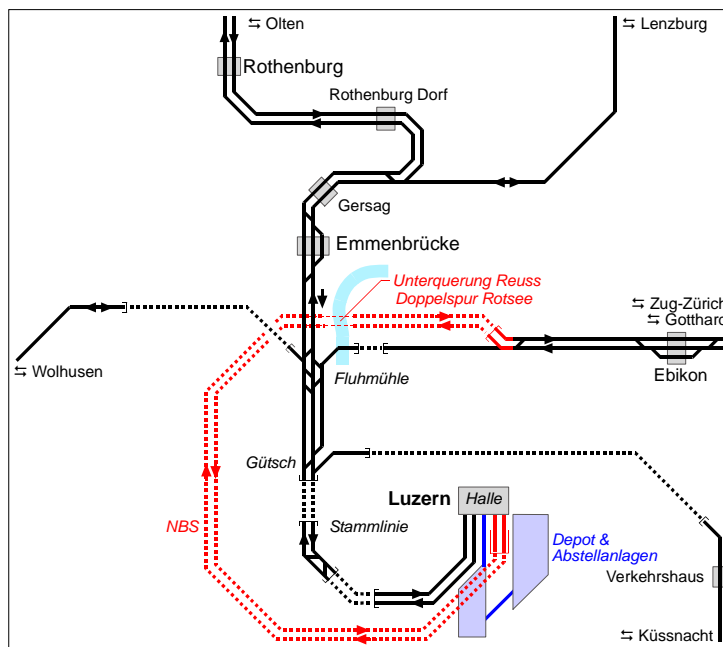 ⇆ Olten
⇆ Lenzburg
Rothenburg
Rothenburg Dorf
Gersag
Emmenbrücke
Unterquerung Reuss
Doppelspur Rotsee
⇆ Zug-Zürich
⇆ Gotthard
⇆ Wolhusen
Fluhmühle
Ebikon
Gütsch
Luzern
Halle
NBS
Stammlinie
Depot &
Abstellanlagen
Verkehrshaus
⇆ Küssnacht